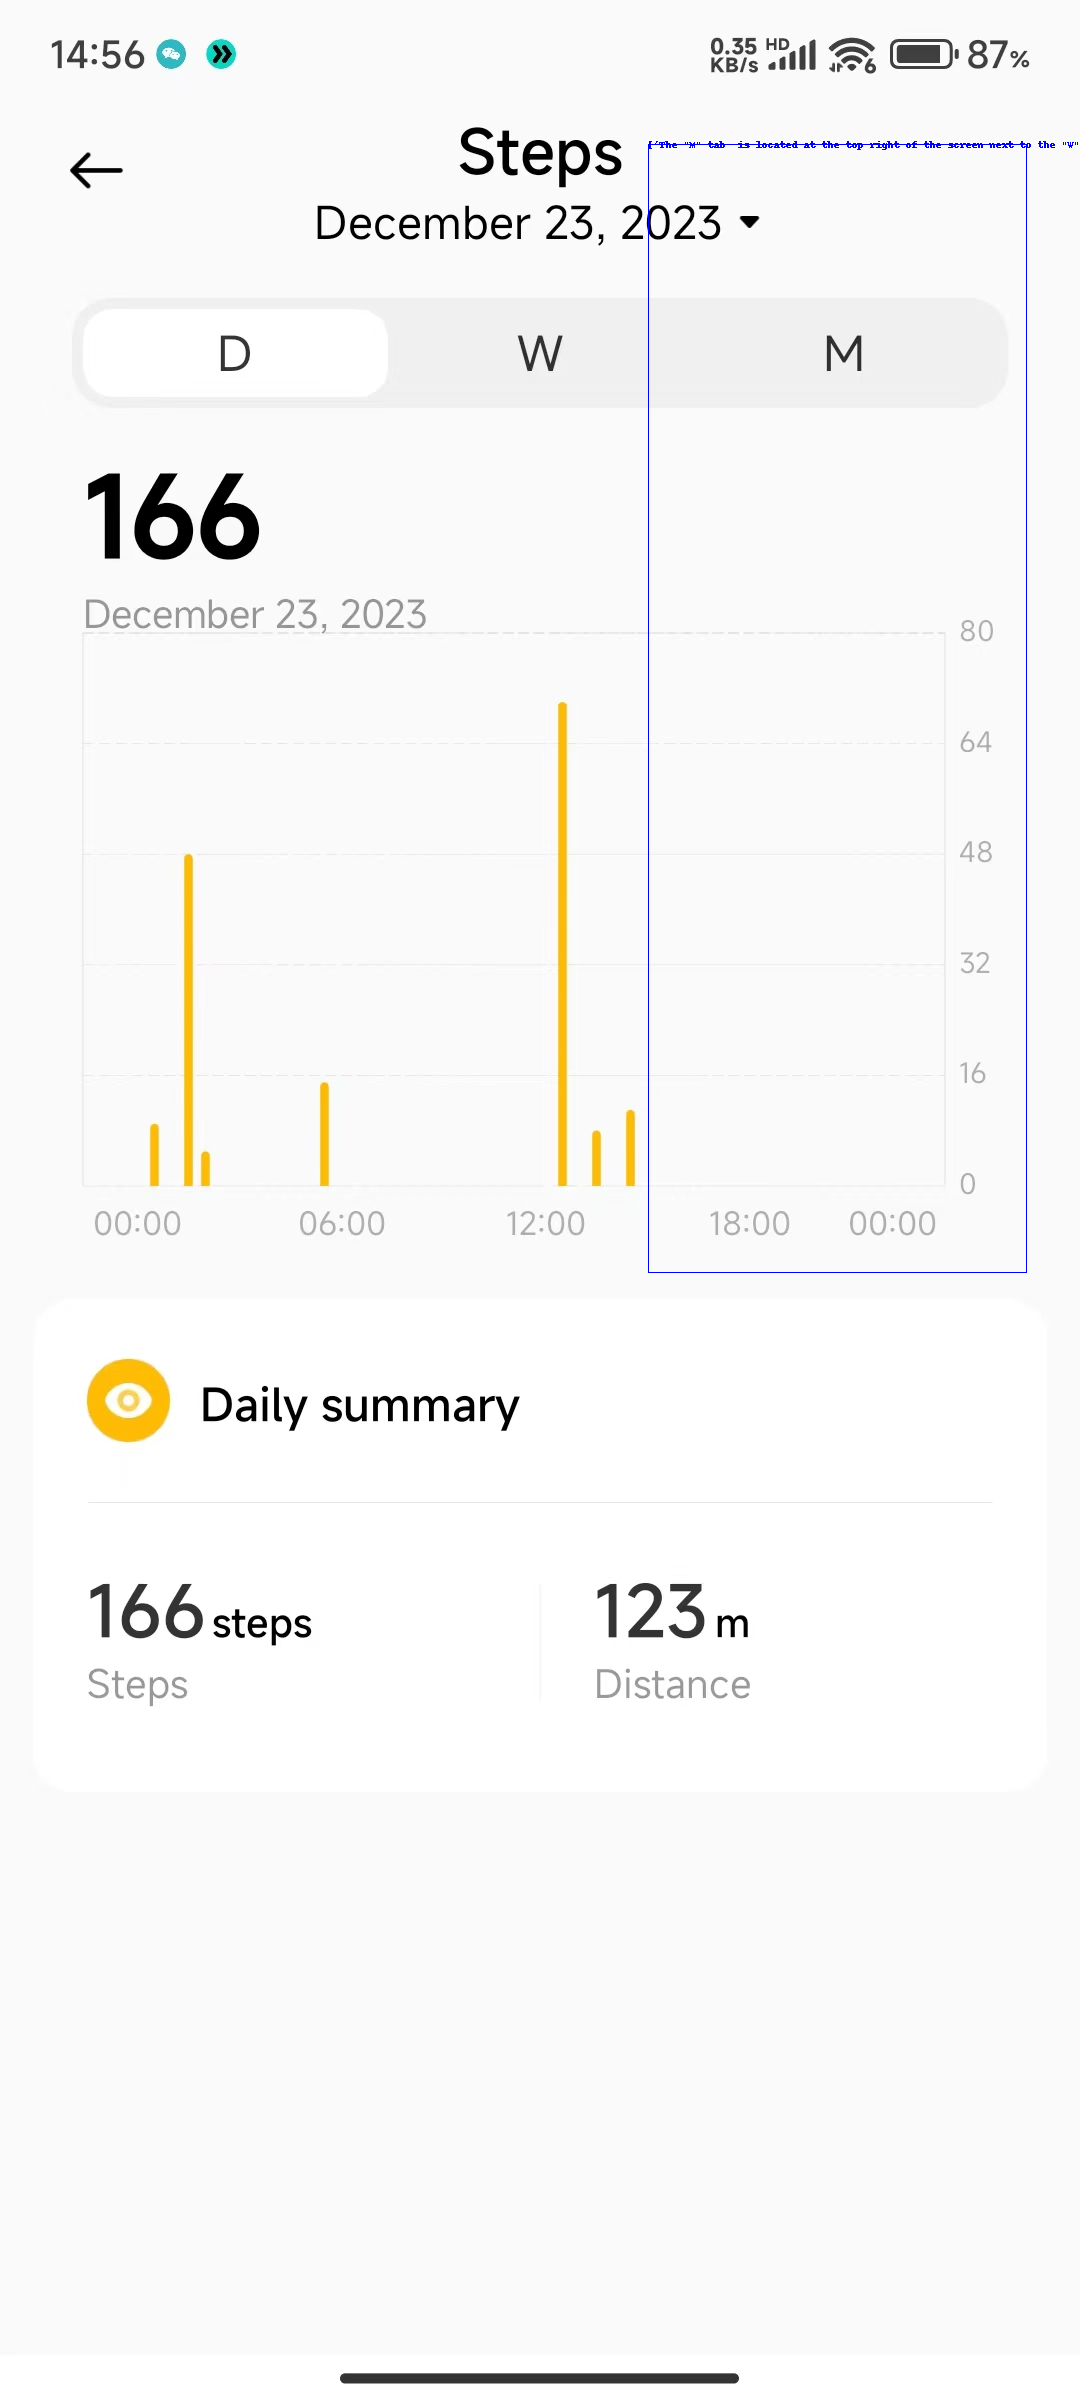 14:56 0.35 KB/s HD 6 87%
Steps
['The "M" tab is located at the top right of the screen next to the "W"
December 23, 2023
D W M
166
December 23, 2023
80
64
48
32
16
0
00:00 06:00 12:00 18:00 00:00
Daily summary
166 steps 123 m
Steps Distance